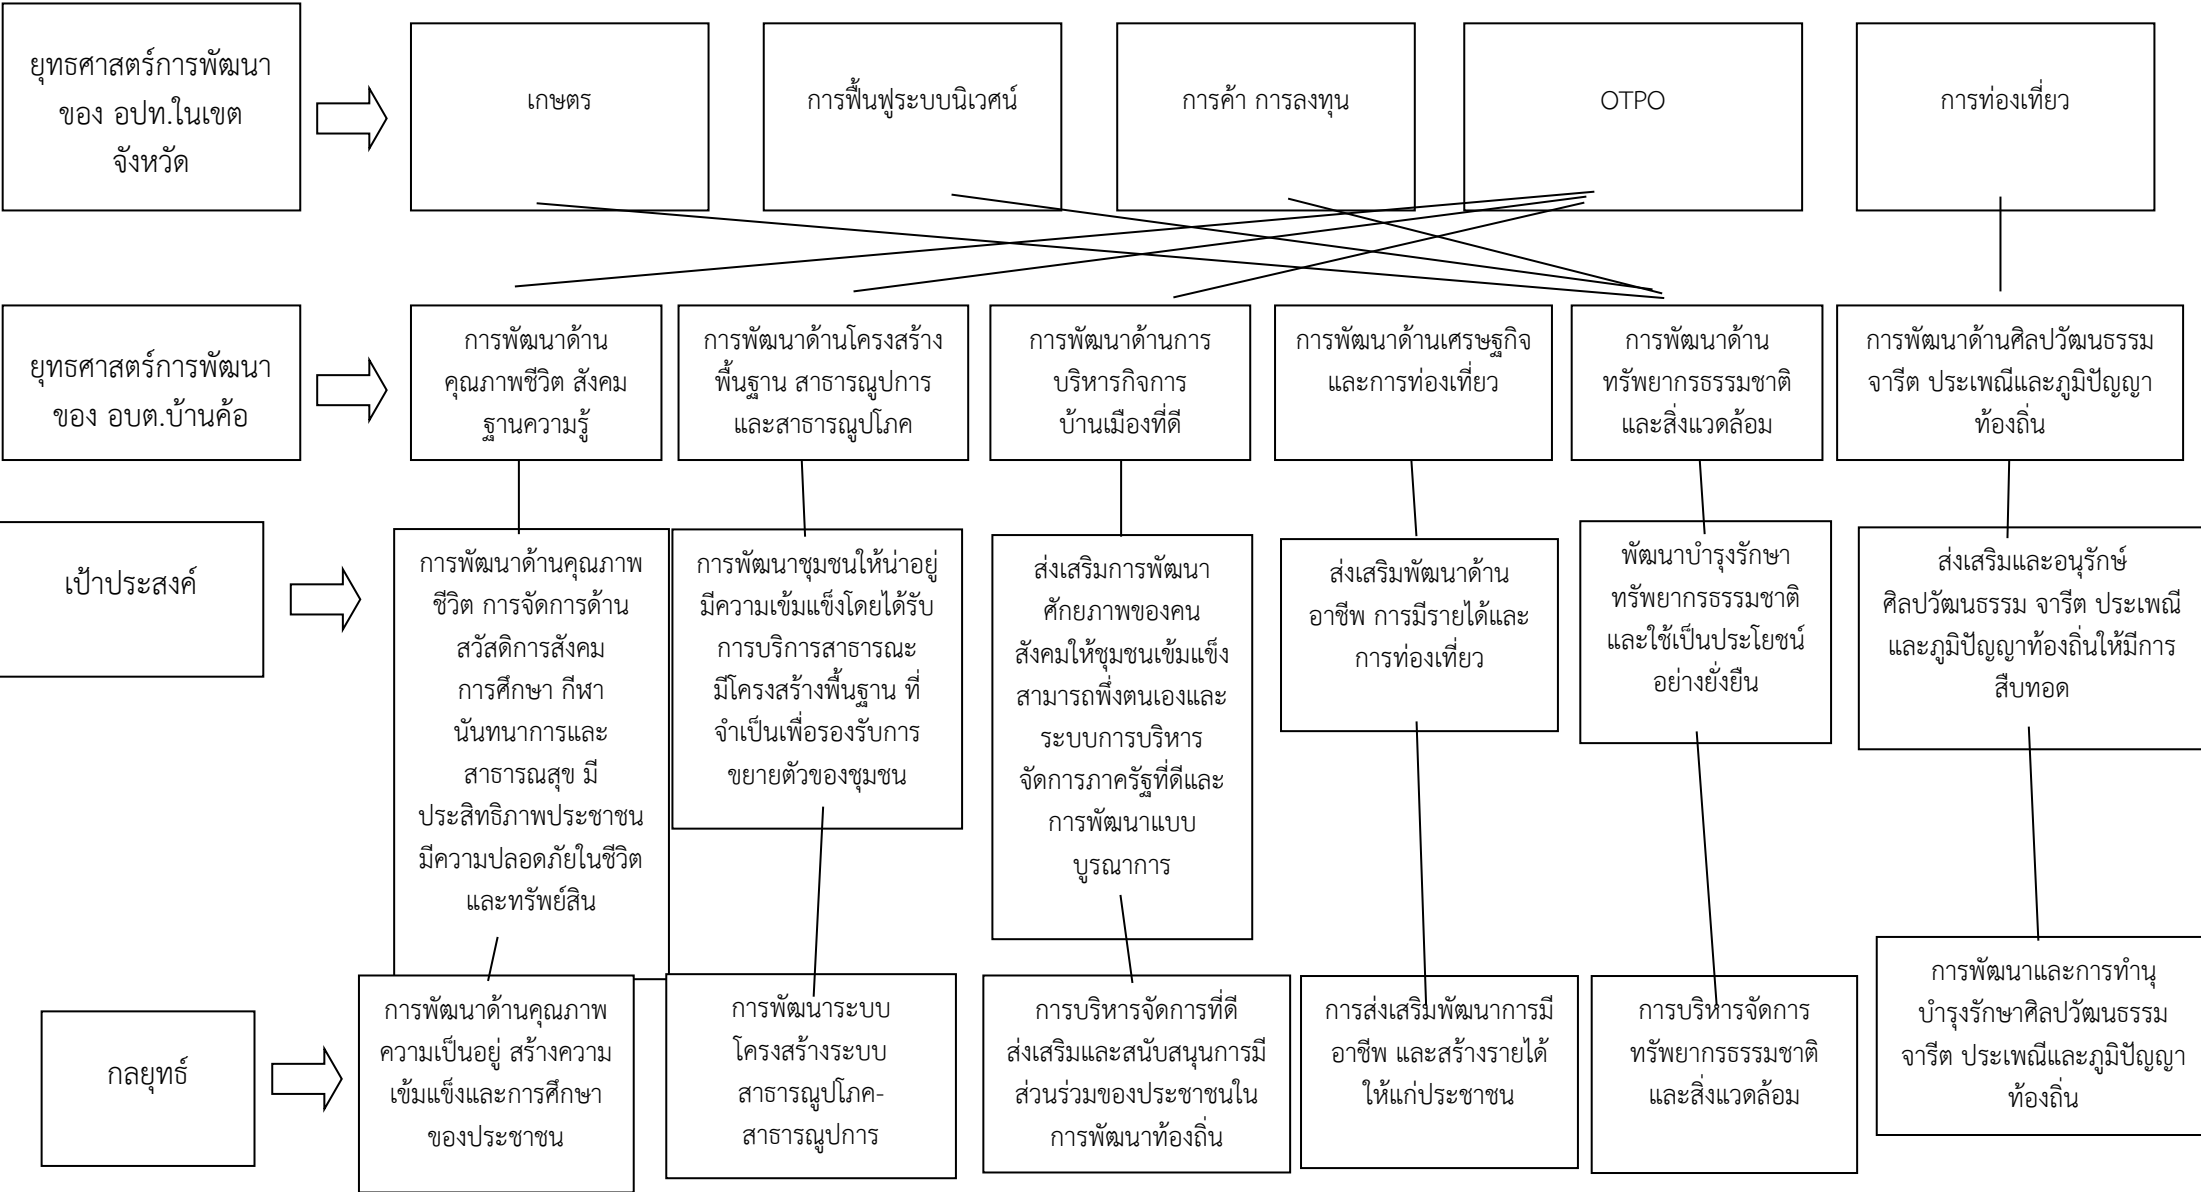 ยุทธศาสตร์การพัฒนา
ของ อปท.ในเขต
จังหวัด
เกษตร
การฟื้นฟูระบบนิเวศน์
การค้า การลงทุน
OTPO
การท่องเที่ยว
ยุทธศาสตร์การพัฒนา
ของ อบต.บ้านค้อ
การพัฒนาด้าน
คุณภาพชีวิต สังคม
ฐานความรู้
การพัฒนาด้านโครงสร้าง
พื้นฐาน สาธารณูปการ
และสาธารณูปโภค
การพัฒนาด้านการ
บริหารกิจการ
บ้านเมืองที่ดี
การพัฒนาด้านเศรษฐกิจ
และการท่องเที่ยว
การพัฒนาด้าน
ทรัพยากรธรรมชาติ
และสิ่งแวดล้อม
การพัฒนาด้านศิลปวัฒนธรรม
จารีต ประเพณีและภูมิปัญญา
ท้องถิ่น
เป้าประสงค์
การพัฒนาด้านคุณภาพ
ชีวิต การจัดการด้าน
สวัสดิการสังคม
การศึกษา กีฬา
นันทนาการและ
สาธารณสุข มี
ประสิทธิภาพประชาชน
มีความปลอดภัยในชีวิต
และทรัพย์สิน
การพัฒนาชุมชนให้น่าอยู่
มีความเข้มแข็งโดยได้รับ
การบริการสาธารณะ
มีโครงสร้างพื้นฐาน ที่
จำเป็นเพื่อรองรับการ
ขยายตัวของชุมชน
ส่งเสริมการพัฒนา
ศักยภาพของคน
สังคมให้ชุมชนเข้มแข็ง
สามารถพึ่งตนเองและ
ระบบการบริหาร
จัดการภาครัฐที่ดีและ
การพัฒนาแบบ
บูรณาการ
ส่งเสริมพัฒนาด้าน
อาชีพ การมีรายได้และ
การท่องเที่ยว
พัฒนาบำรุงรักษา
ทรัพยากรธรรมชาติ
และใช้เป็นประโยชน์
อย่างยั่งยืน
ส่งเสริมและอนุรักษ์
ศิลปวัฒนธรรม จารีต ประเพณี
และภูมิปัญญาท้องถิ่นให้มีการ
สืบทอด
กลยุทธ์
การพัฒนาด้านคุณภาพ
ความเป็นอยู่ สร้างความ
เข้มแข็งและการศึกษา
ของประชาชน
การพัฒนาระบบ
โครงสร้างระบบ
สาธารณูปโภค-
สาธารณูปการ
การบริหารจัดการที่ดี
ส่งเสริมและสนับสนุนการมี
ส่วนร่วมของประชาชนใน
การพัฒนาท้องถิ่น
การส่งเสริมพัฒนาการมี
อาชีพ และสร้างรายได้
ให้แก่ประชาชน
การบริหารจัดการ
ทรัพยากรธรรมชาติ
และสิ่งแวดล้อม
การพัฒนาและการทำนุ
บำรุงรักษาศิลปวัฒนธรรม
จารีต ประเพณีและภูมิปัญญา
ท้องถิ่น